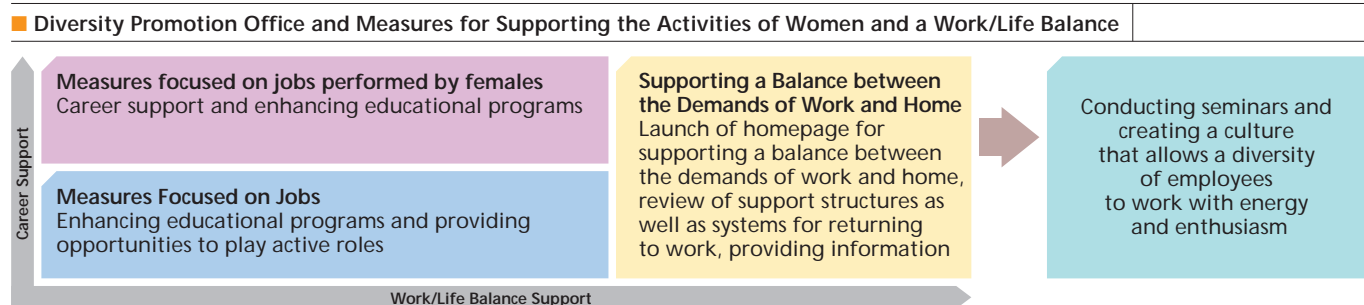 Diversity Promotion Office and Measures for Supporting the Activities of Women and a Work/Life Balance
Career Support
Measures focused on jobs performed by females
Career support and enhancing educational programs
Measures Focused on Jobs
Enhancing educational programs and providing
opportunities to play active roles
Supporting a Balance between
the Demands of Work and Home
Launch of homepage for
supporting a balance between
the demands of work and home,
review of support structures as
well as systems for returning
to work, providing information
Conducting seminars and
creating a culture
that allows a diversity
of employees
to work with energy
and enthusiasm
Work/Life Balance Support